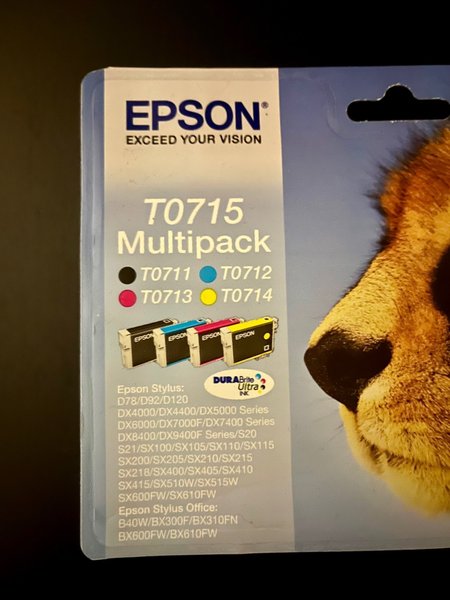 EPSON®
EXCEED YOUR VISION
T0715
Multipack
T0711 T0712
T0713 T0714
EPSON
DURABrite
Ultra
INK
Epson Stylus:
D78/D92/D120
DX4000/DX4400/DX5000 Series
DX6000/DX7000F/DX7400 Series
DX8400/DX9400F Series/S20
S21/SX100/SX105/SX110/SX115
SX200/SX205/SX210/SX215
SX218/SX400/SX405/SX410
SX415/SX510W/SX515W
SX600FW/SX610FW
Epson Stylus Office:
B40W/BX300F/BX310FN
BX600FW/BX610FW